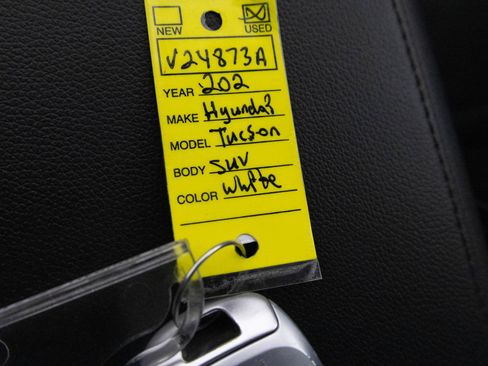 NEW USED
V24873A
YEAR 202
MAKE Hyundai
MODEL Tucson
BODY SUV
COLOR White